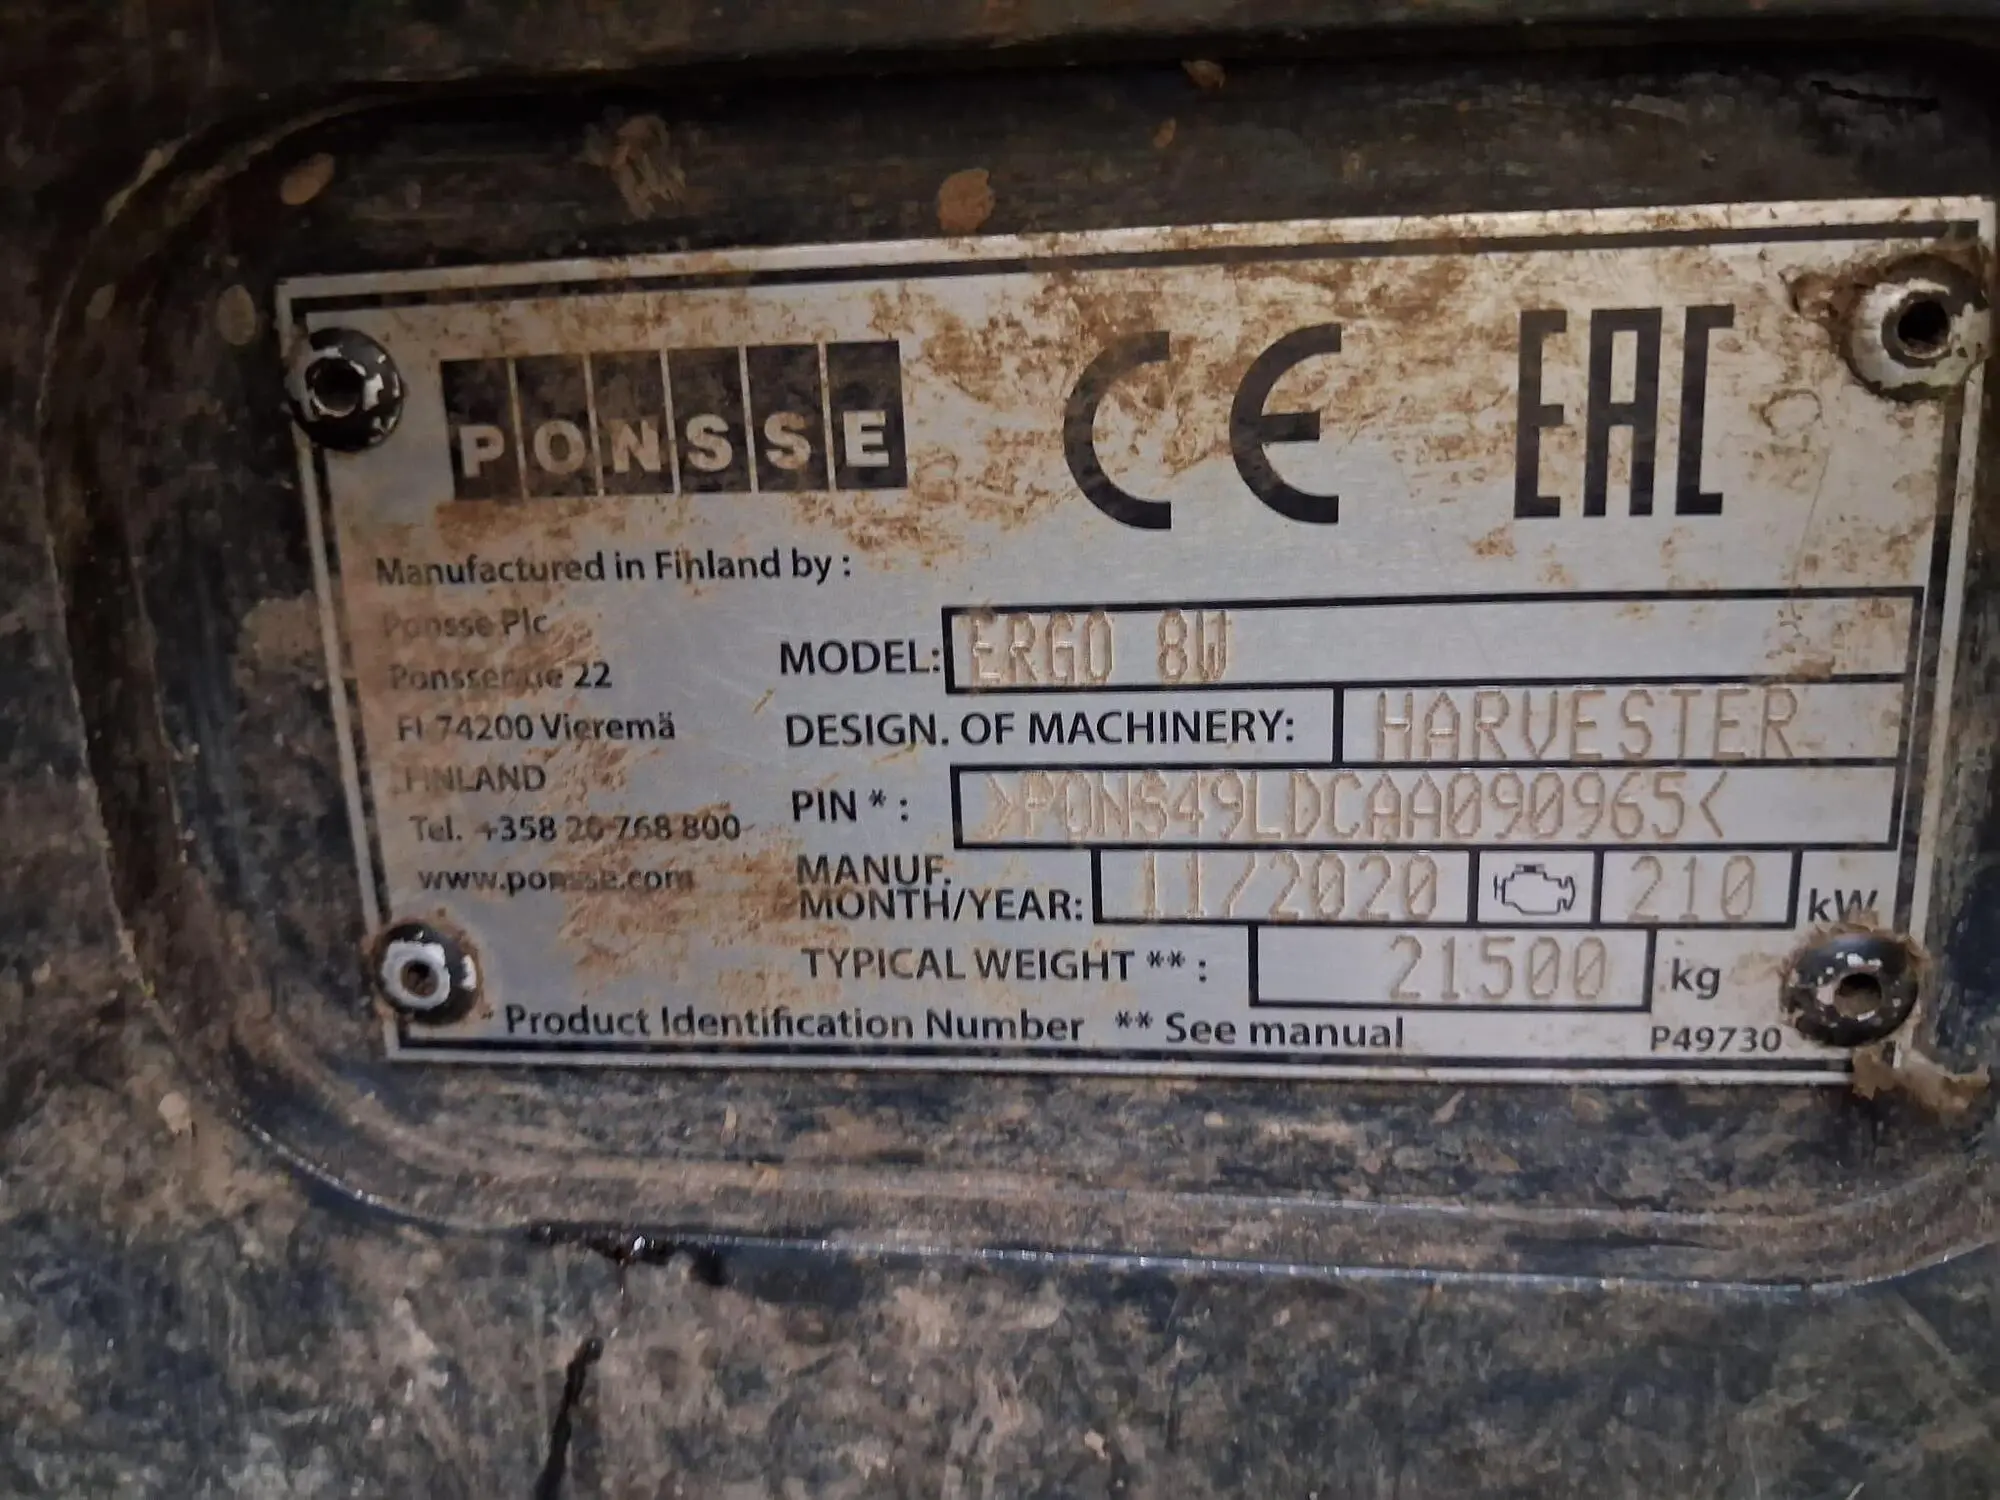 PONSSE CE EAC
Manufactured in Finland by :
Ponsse Plc
Ponssentie 22
FI 74200 Vieremä
FINLAND
Tel. +358 20 768 800
www.ponsse.com
MODEL: ERGO 8W
DESIGN. OF MACHINERY: HARVESTER
PIN * : >PONS49LDCAA090965<
MANUF.
MONTH/YEAR: 11/2020 210 kW
TYPICAL WEIGHT ** : 21500 kg
* Product Identification Number ** See manual P49730